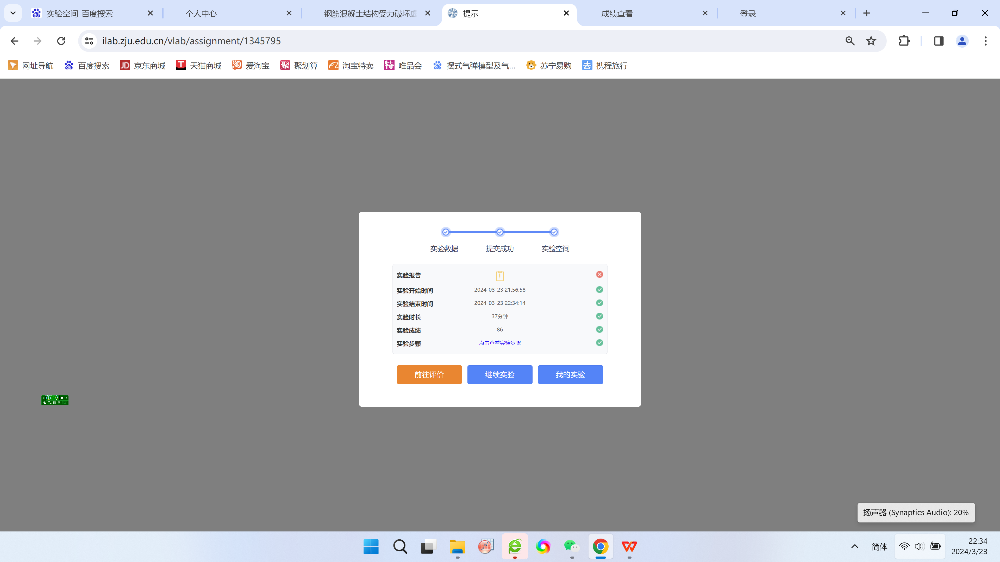 实验空间_百度搜索
个人中心
钢筋混凝土结构受力破坏虚
提示
成绩查看
登录
ilab.zju.edu.cn/vlab/assignment/1345795
网址导航
百度搜索
JD 京东商城
T 天猫商城
淘 爱淘宝
聚 聚划算
淘宝特卖
特 唯品会
摆式气弹模型及气...
苏宁易购
去 携程旅行
实验数据
提交成功
实验空间
实验报告
实验开始时间 2024-03-23 21:56:58
实验结束时间 2024-03-23 22:34:14
实验时长 37分钟
实验成绩 86
实验步骤 点击查看实验步骤
前往评价
继续实验
我的实验
英文
简
扬声器 (Synaptics Audio): 20%
简体
22:34
2024/3/23